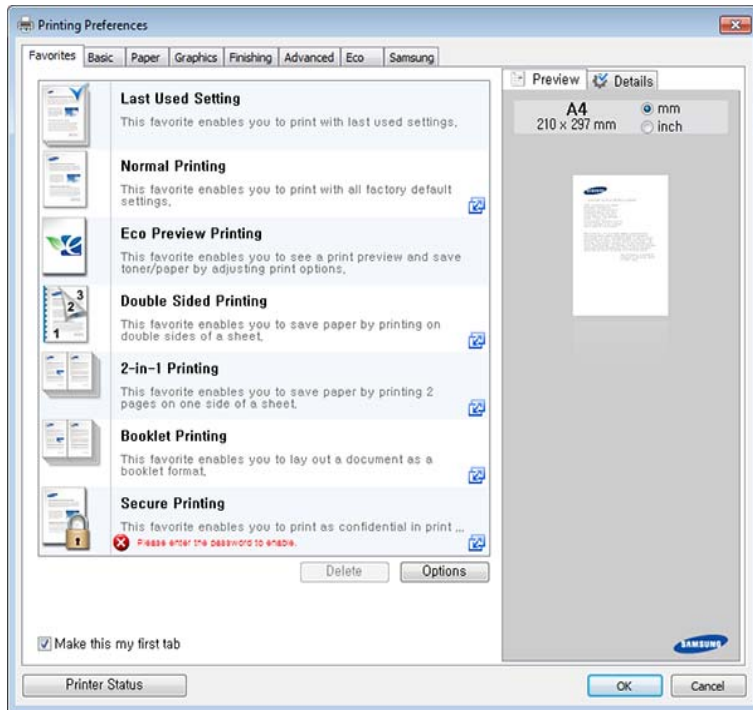 Printing Preferences
Favorites Basic Paper Graphics Finishing Advanced Eco Samsung
Last Used Setting
This favorite enables you to print with last used settings.
Normal Printing
This favorite enables you to print with all factory default
settings.
Eco Preview Printing
This favorite enables you to see a print preview and save
toner/paper by adjusting print options.
3
2
1
Double Sided Printing
This favorite enables you to save paper by printing on
double sides of a sheet.
2-in-1 Printing
This favorite enables you to save paper by printing 2
pages on one side of a sheet.
Booklet Printing
This favorite enables you to lay out a document as a
booklet format.
Secure Printing
This favorite enables you to print as confidential in print ...
Please enter the password to enable.
Delete Options
Make this my first tab
Printer Status
Preview Details
A4
210 x 297 mm
mm
inch
SAMSUNG
OK Cancel